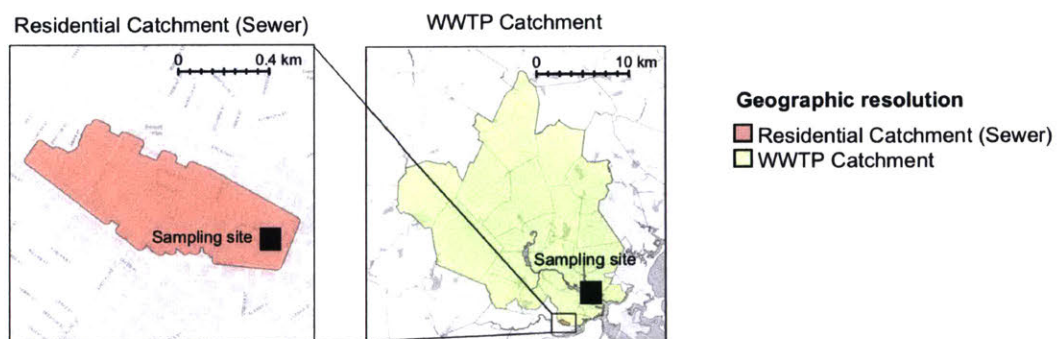 Residential Catchment (Sewer)
0 0.4 km
Sampling site
WWTP Catchment
0 10 km
Sampling site
Geographic resolution
Residential Catchment (Sewer)
WWTP Catchment